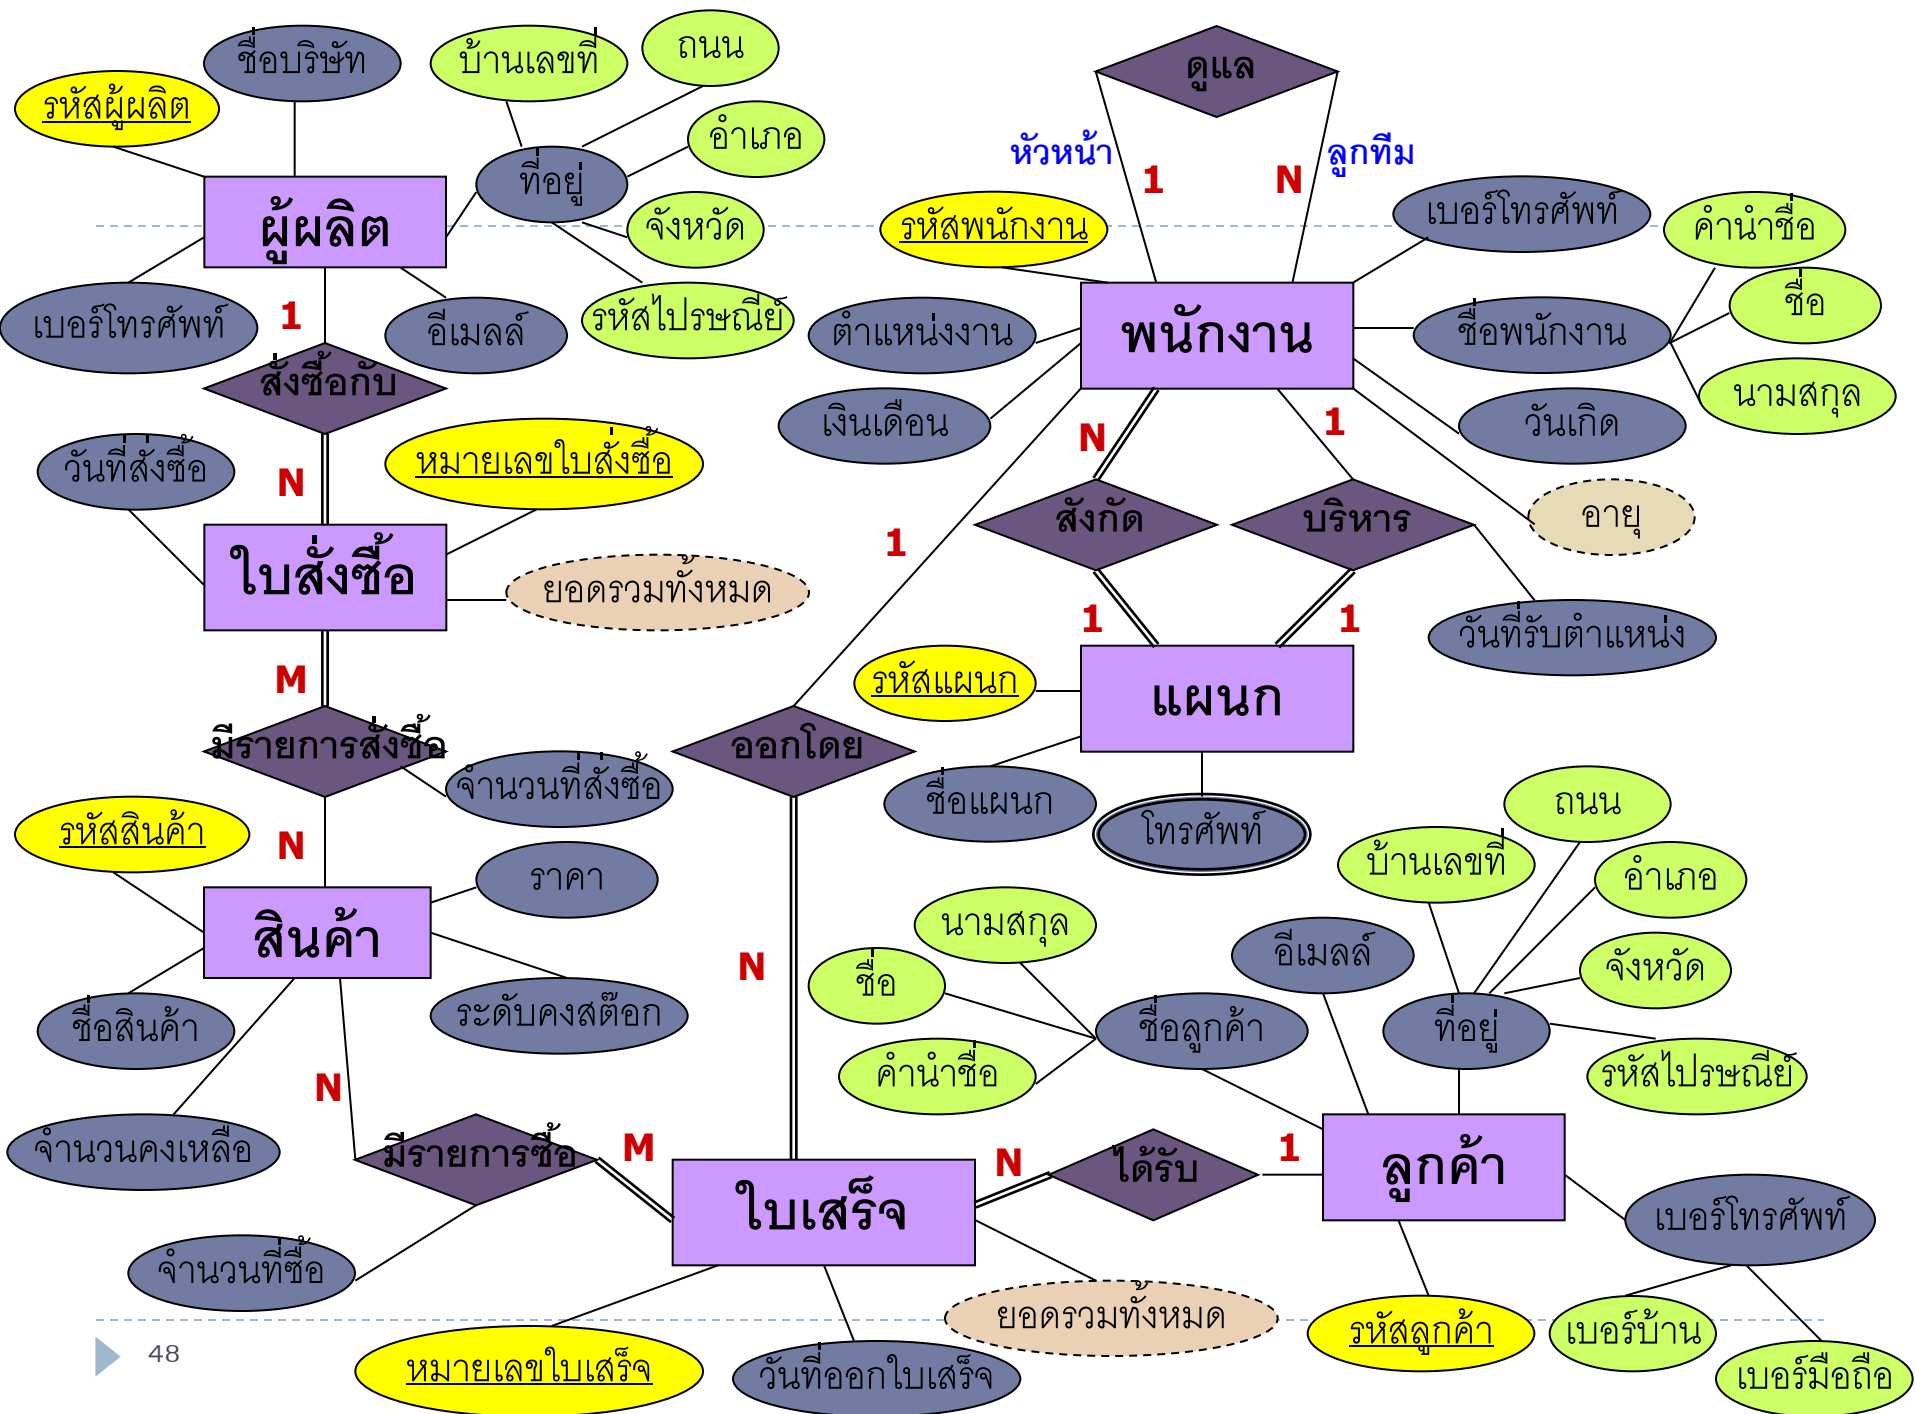 ชื่อบริษัท
บ้านเลขที่
ถนน
ดูแล
รหัสผู้ผลิต
อำเภอ
หัวหน้า
ลูกทีม
ที่อยู่
1
N
ผู้ผลิต
จังหวัด
รหัสพนักงาน
เบอร์โทรศัพท์
คำนำชื่อ
เบอร์โทรศัพท์
1
อีเมลล์
รหัสไปรษณีย์
ตำแหน่งงาน
พนักงาน
ชื่อพนักงาน
ชื่อ
สั่งซื้อกับ
นามสกุล
เงินเดือน
N
1
วันเกิด
วันที่สั่งซื้อ
N
หมายเลขใบสั่งซื้อ
สังกัด
บริหาร
อายุ
1
ใบสั่งซื้อ
ยอดรวมทั้งหมด
1
1
วันที่รับตำแหน่ง
M
รหัสแผนก
แผนก
มีรายการสั่งซื้อ
จำนวนที่สั่งซื้อ
ออกโดย
ชื่อแผนก
โทรศัพท์
ถนน
รหัสสินค้า
N
ราคา
บ้านเลขที่
อำเภอ
สินค้า
นามสกุล
อีเมลล์
จังหวัด
N
ชื่อ
ชื่อสินค้า
ระดับคงสต๊อก
ชื่อลูกค้า
ที่อยู่
N
คำนำชื่อ
รหัสไปรษณีย์
จำนวนคงเหลือ
มีรายการซื้อ
M
ใบเสร็จ
N
ได้รับ
1
ลูกค้า
เบอร์โทรศัพท์
จำนวนที่ซื้อ
ยอดรวมทั้งหมด
รหัสลูกค้า
เบอร์บ้าน
48
หมายเลขใบเสร็จ
วันที่ออกใบเสร็จ
เบอร์มือถือ